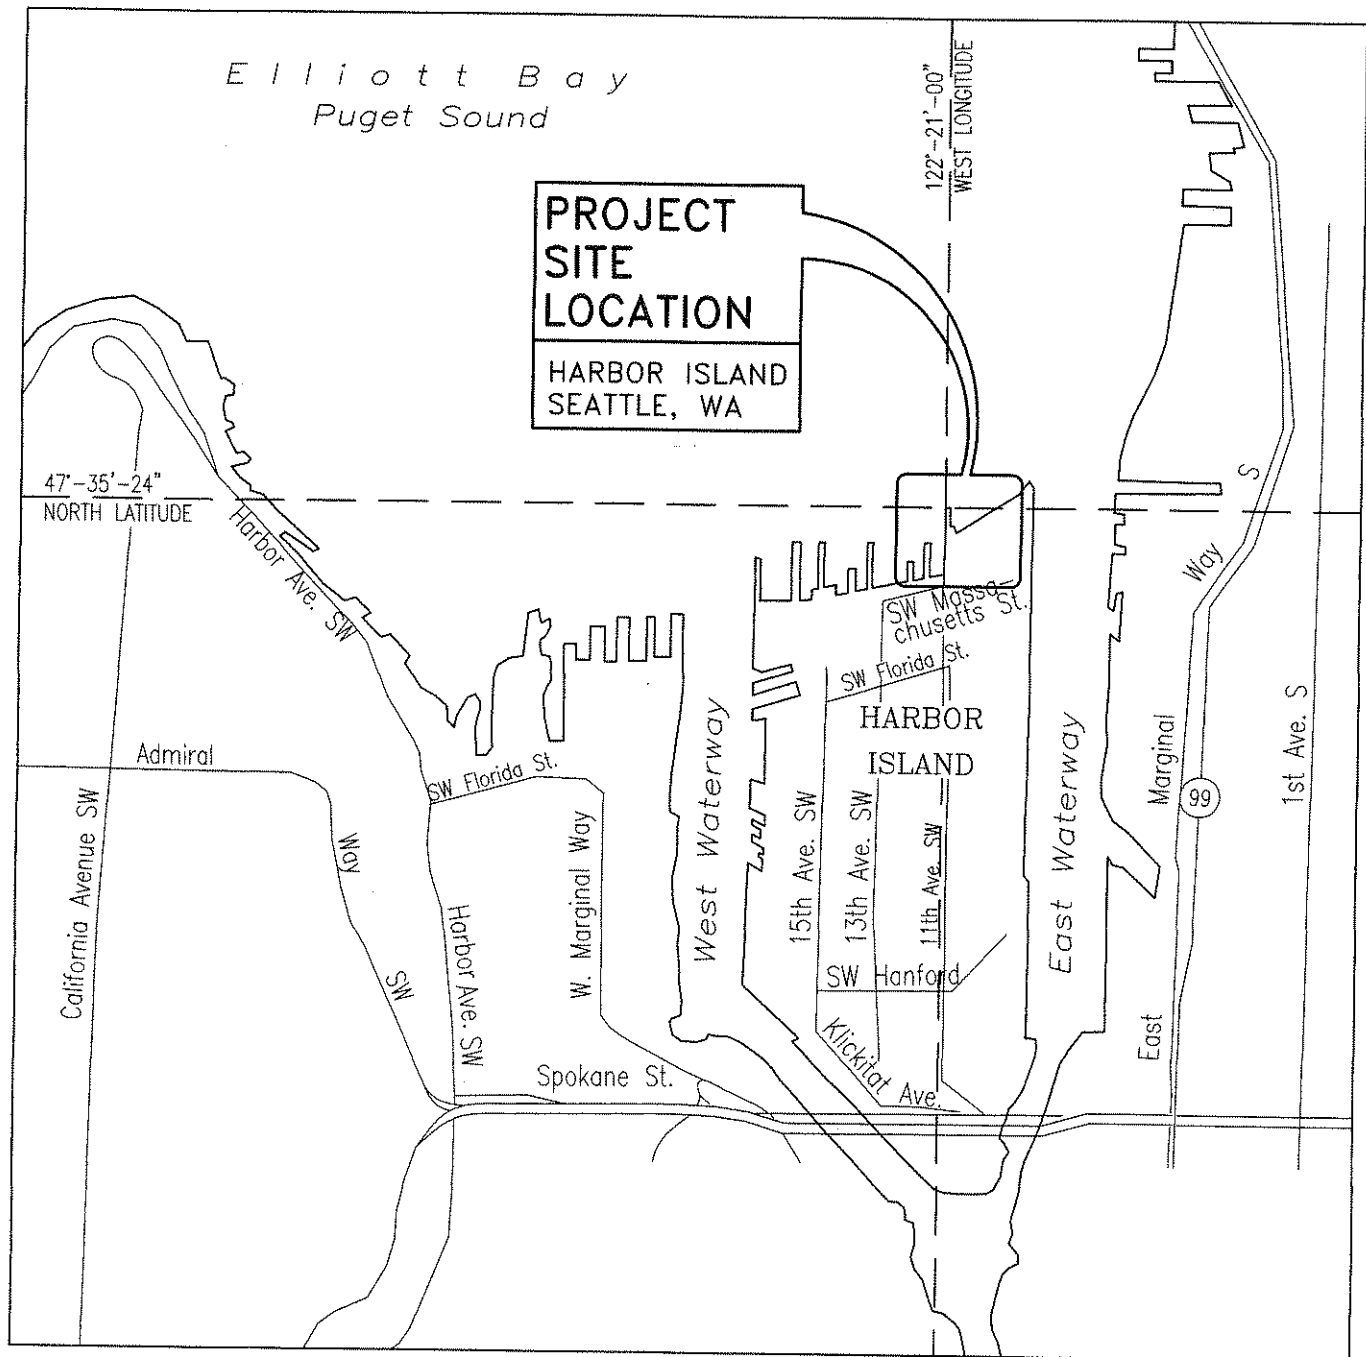 Elliott Bay
Puget Sound
122°-21'-00"
WEST LONGITUDE
PROJECT
SITE
LOCATION
HARBOR ISLAND
SEATTLE, WA
47°-35'-24"
NORTH LATITUDE
Harbor Ave. SW
SW Massa-
chusetts St.
SW Florida St.
HARBOR
ISLAND
Admiral
Way
SW
California Avenue SW
SW Florida St.
W. Marginal Way
Harbor Ave. SW
West Waterway
15th Ave. SW
13th Ave. SW
11th Ave. SW
East Waterway
East
Marginal
Way
S
99
1st Ave. S
SW Hanford
Klickitat Ave.
Spokane St.